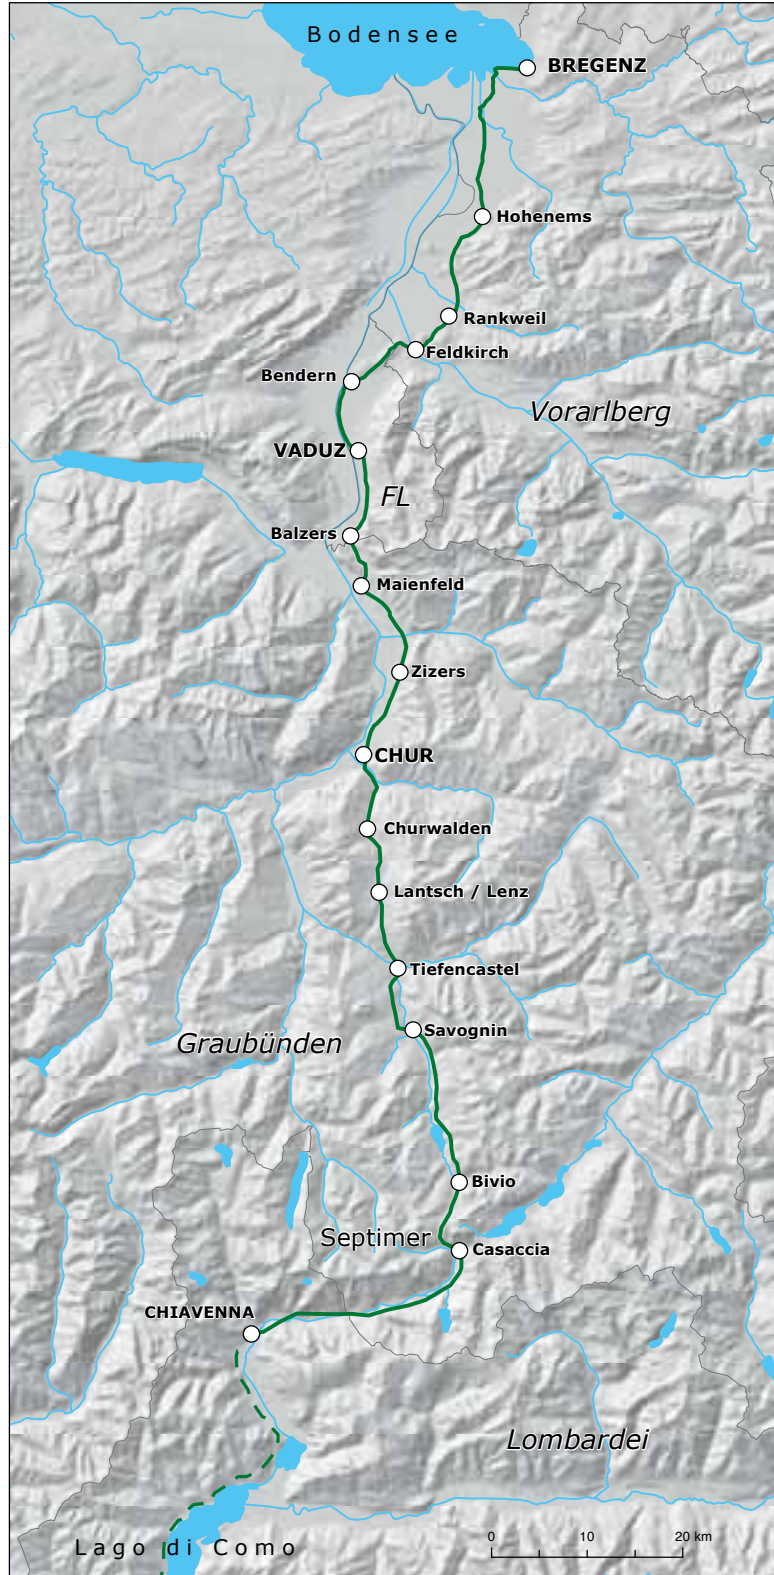 Bodensee
BREGENZ
Hohenems
Rankweil
Feldkirch
Bendern
Vorarlberg
VADUZ
FL
Balzers
Maienfeld
Zizers
CHUR
Churwalden
Lantsch / Lenz
Tiefencastel
Savognin
Graubünden
Bivio
Septimer
Casaccia
CHIAVENNA
Lombardei
0 10 20 km
Lago di Como